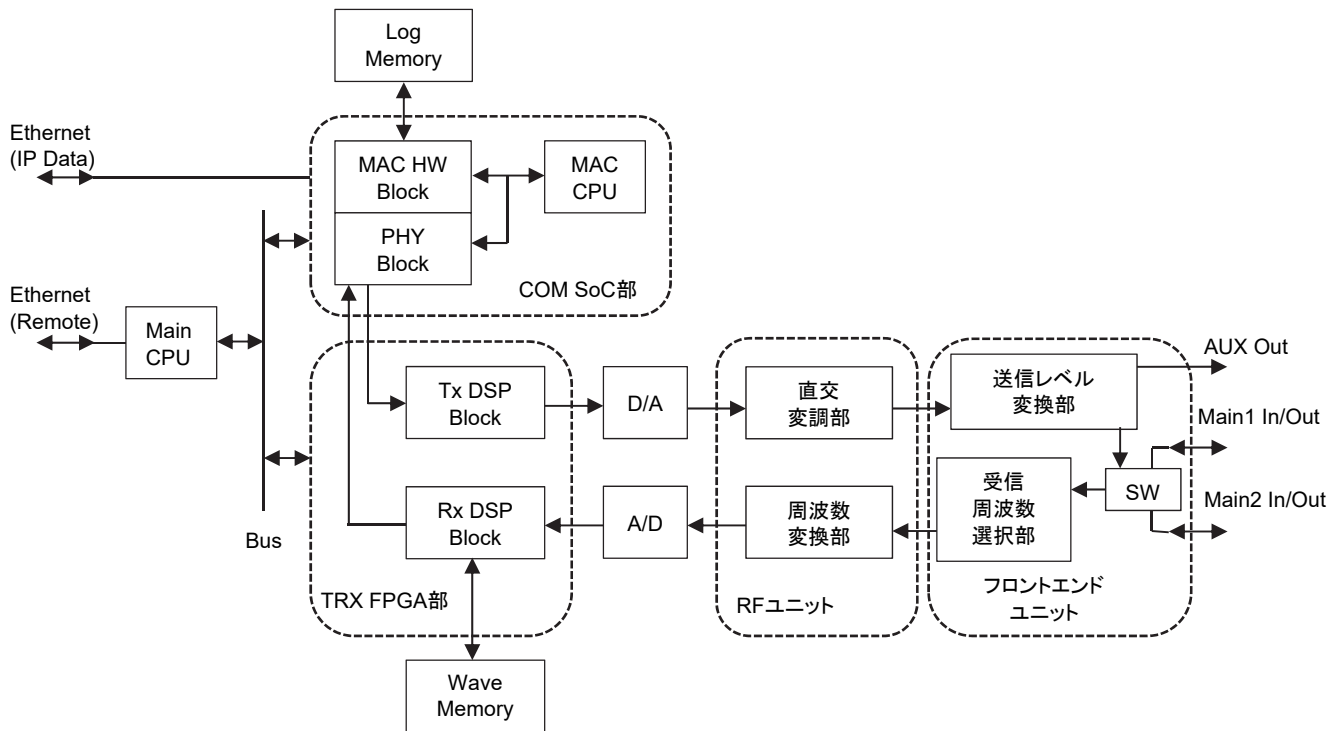 Log
Memory
Ethernet
(IP Data)
MAC HW
Block
MAC
CPU
PHY
Block
COM SoC部
Ethernet
(Remote)
Main
CPU
Bus
Tx DSP
Block
D/A
直交
変調部
送信レベル
変換部
AUX Out
Main1 In/Out
SW
Main2 In/Out
Rx DSP
Block
A/D
周波数
変換部
受信
周波数
選択部
TRX FPGA部
RFユニット
フロントエンド
ユニット
Wave
Memory